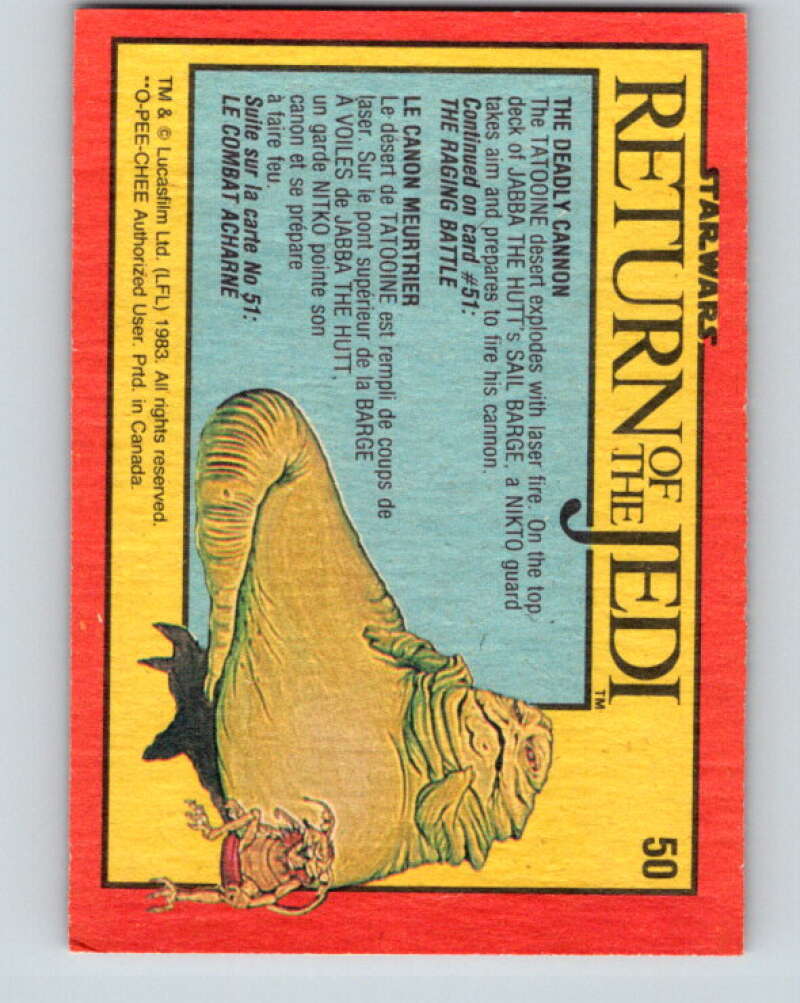 STAR WARS
RETURN OF THE JEDI™
50
THE DEADLY CANNON
The TATOOINE desert explodes with laser fire. On the top
deck of JABBA THE HUTT's SAIL BARGE, a NIKTO guard
takes aim and prepares to fire his cannon.
Continued on card #51:
THE RAGING BATTLE
LE CANON MEURTRIER
Le désert de TATOOINE est rempli de coups de
laser. Sur le pont supérieur de la BARGE
À VOILES de JABBA THE HUTT,
un garde NITKO pointe son
canon et se prépare
à faire feu.
Suite sur la carte No 51:
LE COMBAT ACHARNE
TM & © Lucasfilm Ltd. (LFL) 1983. All rights reserved.
**O-PEE-CHEE Authorized User. Prtd. in Canada.